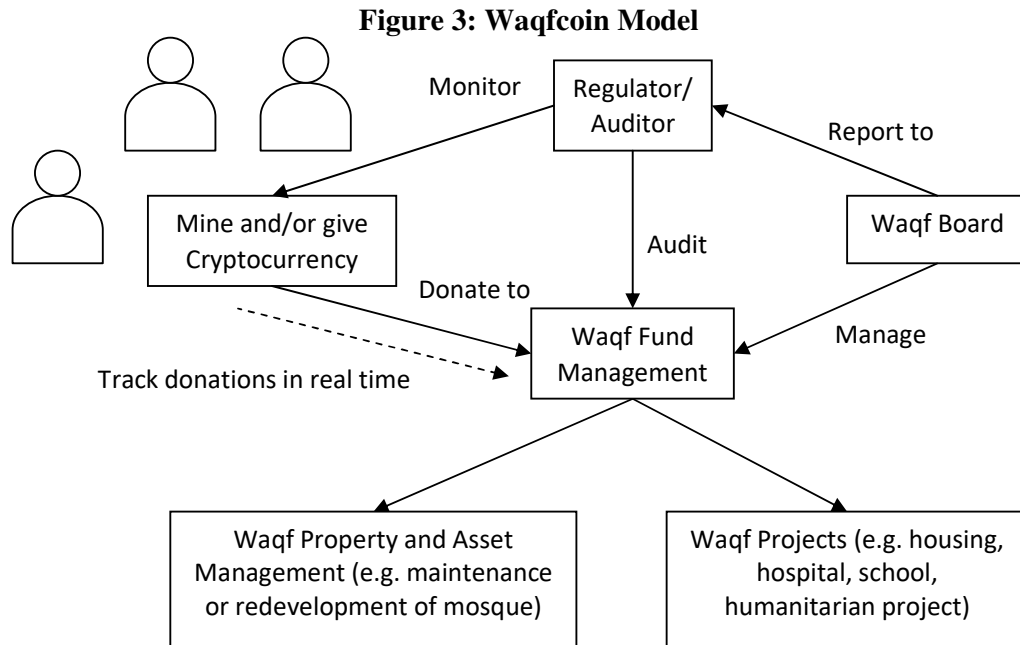 Figure 3: Waqfcoin Model
Monitor
Regulator/
Auditor
Report to
Mine and/or give
Cryptocurrency
Waqf Board
Audit
Donate to
Waqf Fund
Management
Manage
Track donations in real time
Waqf Property and Asset
Management (e.g. maintenance
or redevelopment of mosque)
Waqf Projects (e.g. housing,
hospital, school,
humanitarian project)